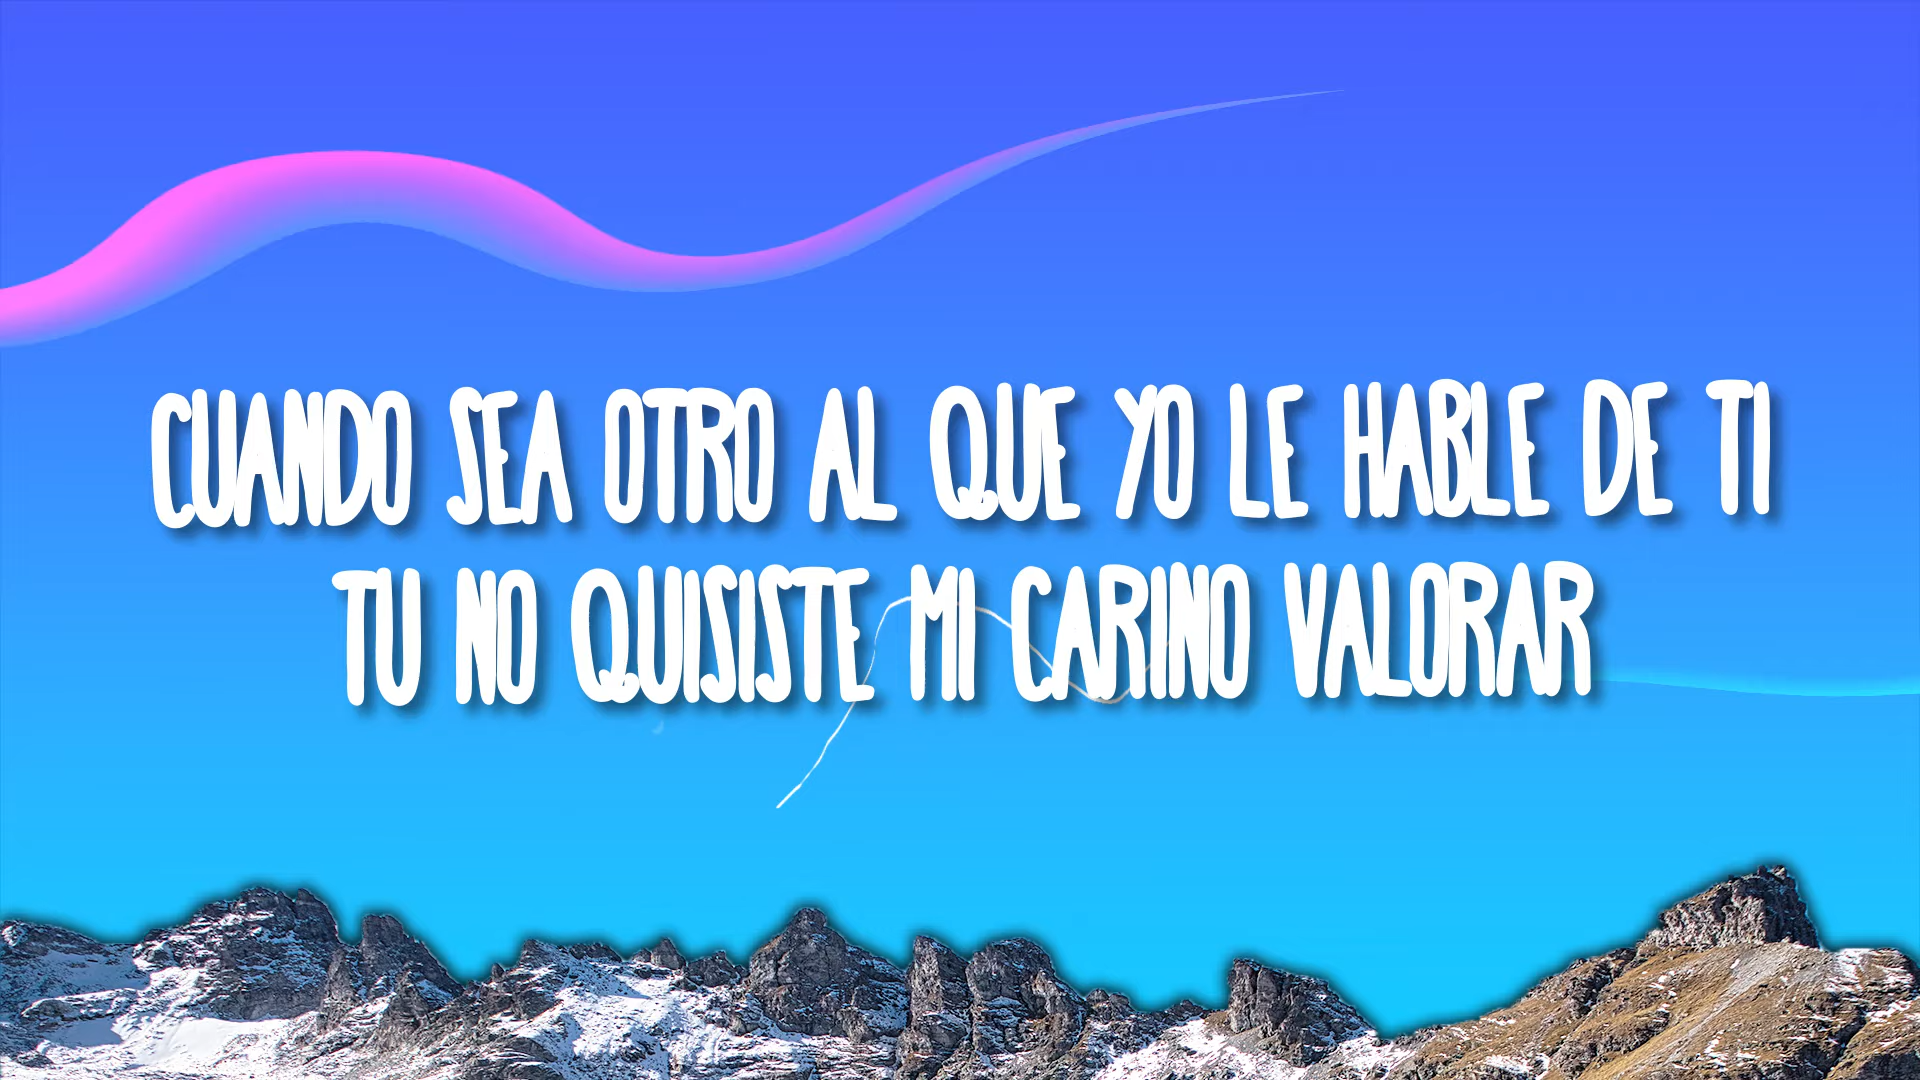 CUANDO SEA OTRO AL QUE YO LE HABLE DE TI
TU NO QUISISTE MI CARINO VALORAR